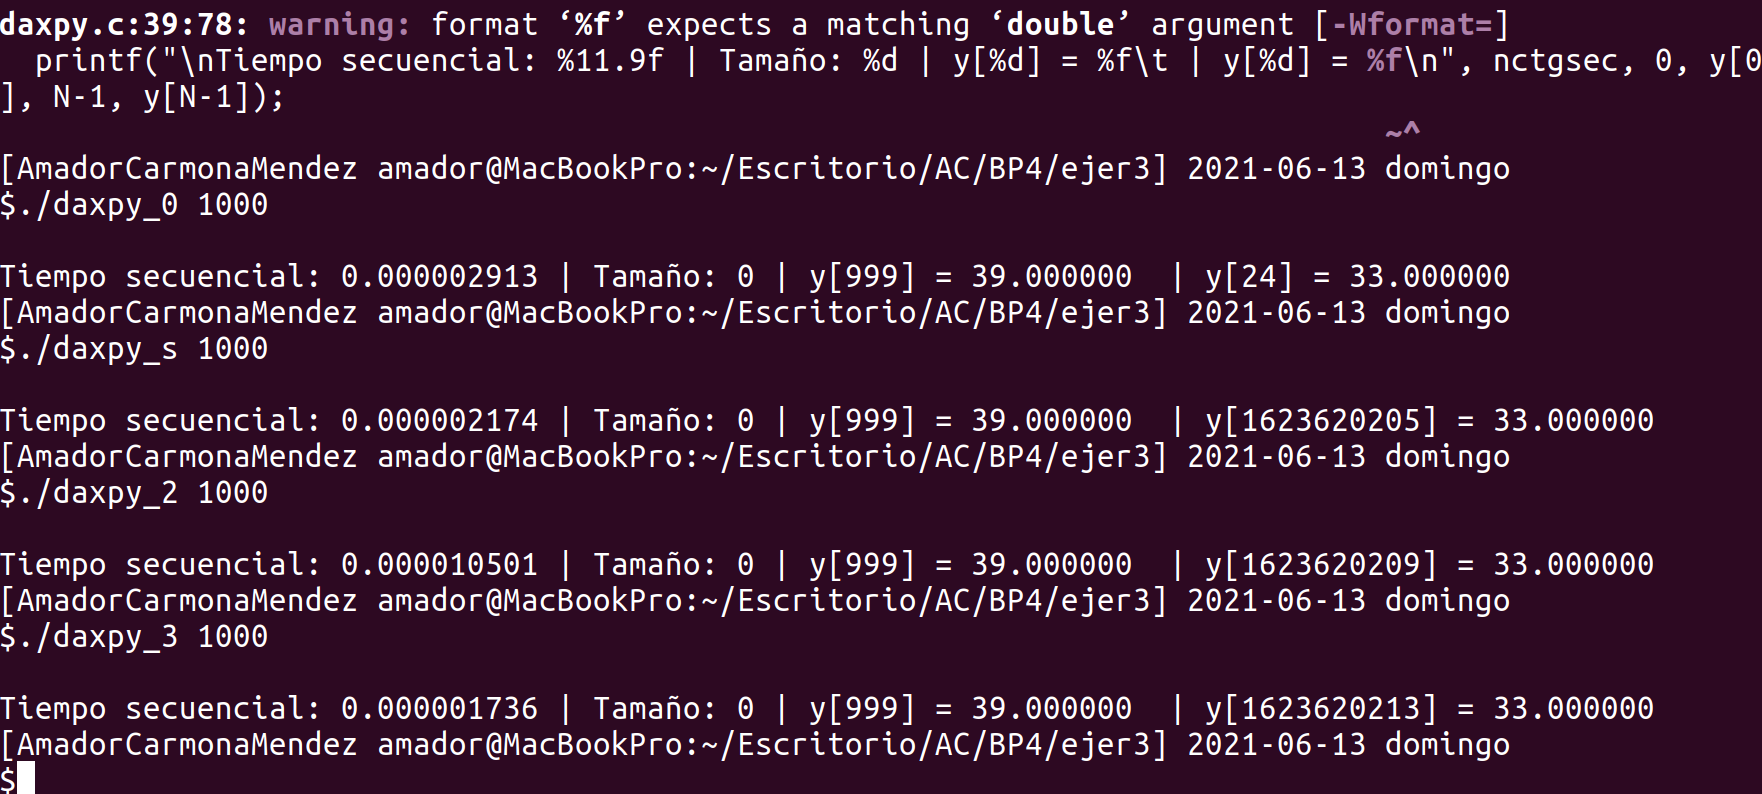 daxpy.c:39:78: warning: format ‘%f’ expects a matching ‘double’ argument [-Wformat=]
  printf("\nTiempo secuencial: %11.9f | Tamaño: %d | y[%d] = %f\t | y[%d] = %f\n", nctgsec, 0, y[0
], N-1, y[N-1]);
~^
[AmadorCarmonaMendez amador@MacBookPro:~/Escritorio/AC/BP4/ejer3] 2021-06-13 domingo
$./daxpy_0 1000
Tiempo secuencial: 0.000002913 | Tamaño: 0 | y[999] = 39.000000  | y[24] = 33.000000
[AmadorCarmonaMendez amador@MacBookPro:~/Escritorio/AC/BP4/ejer3] 2021-06-13 domingo
$./daxpy_s 1000
Tiempo secuencial: 0.000002174 | Tamaño: 0 | y[999] = 39.000000  | y[1623620205] = 33.000000
[AmadorCarmonaMendez amador@MacBookPro:~/Escritorio/AC/BP4/ejer3] 2021-06-13 domingo
$./daxpy_2 1000
Tiempo secuencial: 0.000010501 | Tamaño: 0 | y[999] = 39.000000  | y[1623620209] = 33.000000
[AmadorCarmonaMendez amador@MacBookPro:~/Escritorio/AC/BP4/ejer3] 2021-06-13 domingo
$./daxpy_3 1000
Tiempo secuencial: 0.000001736 | Tamaño: 0 | y[999] = 39.000000  | y[1623620213] = 33.000000
[AmadorCarmonaMendez amador@MacBookPro:~/Escritorio/AC/BP4/ejer3] 2021-06-13 domingo
$